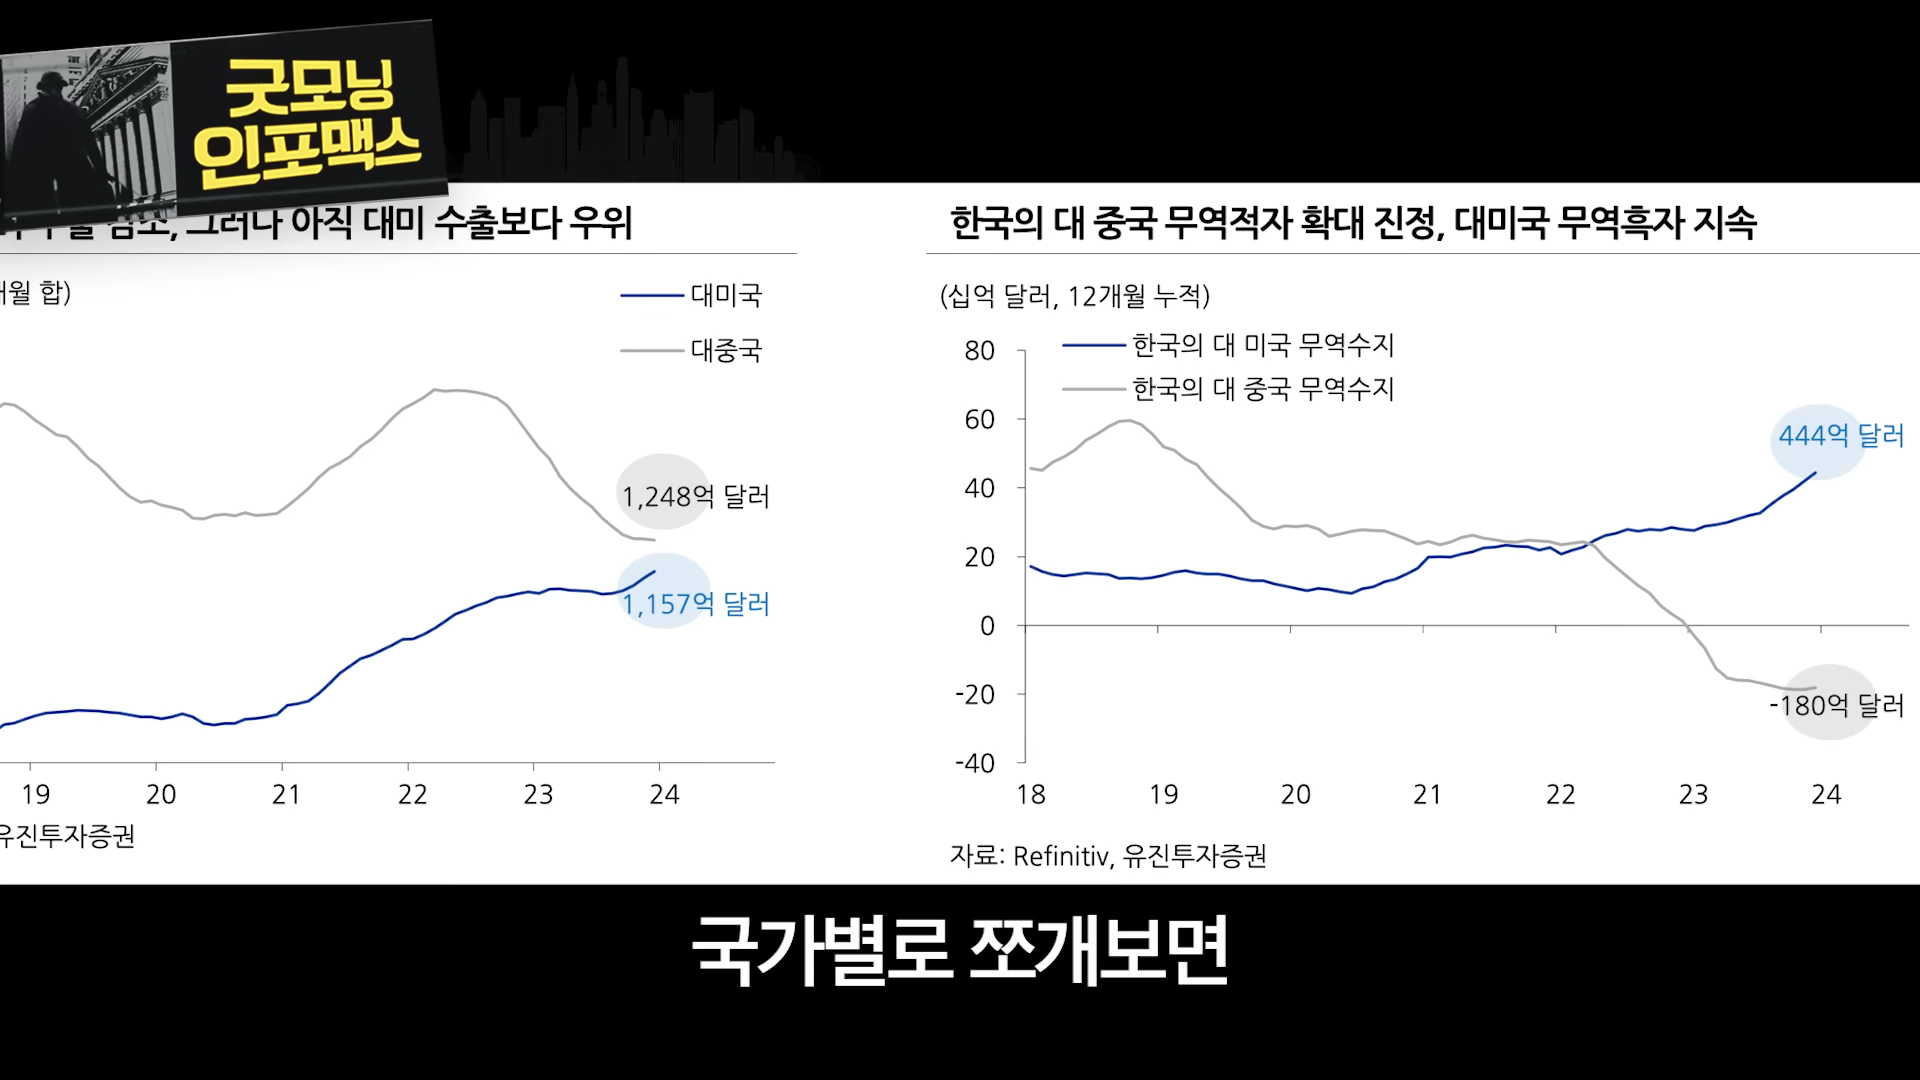 굿모닝
인포맥스
감소, 그러나 아직 대미 수출보다 우위
월 합)
대미국
대중국
1,248억 달러
1,157억 달러
19 20 21 22 23 24
유진투자증권
한국의 대 중국 무역적자 확대 진정, 대미국 무역흑자 지속
(십억 달러, 12개월 누적)
한국의 대 미국 무역수지
한국의 대 중국 무역수지
80
60
40
20
0
-20
-40
444억 달러
-180억 달러
18 19 20 21 22 23 24
자료: Refinitiv, 유진투자증권
국가별로 쪼개보면